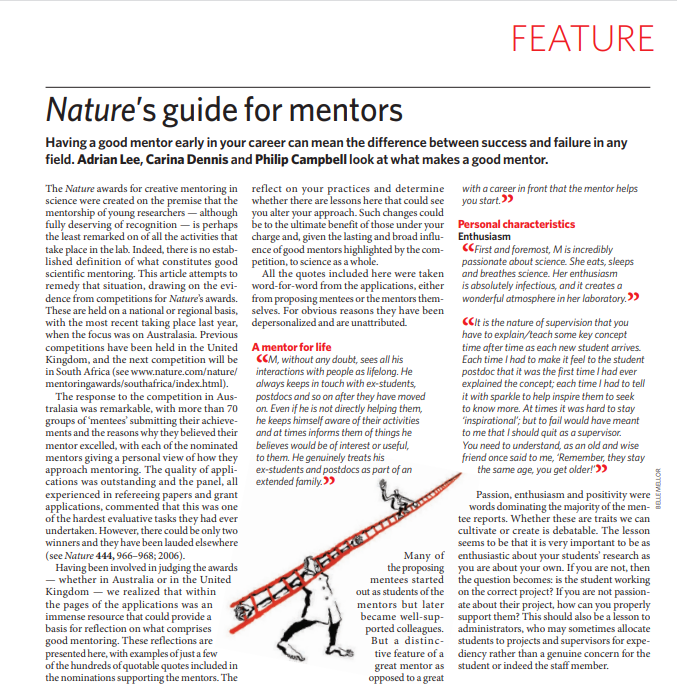 FEATURE
Nature's guide for mentors
Having a good mentor early in your career can mean the difference between success and failure in any
field. Adrian Lee, Carina Dennis and Philip Campbell look at what makes a good mentor.
The Nature awards for creative mentoring in
science were created on the premise that the
mentorship of young researchers — although
fully deserving of recognition — is perhaps
the least remarked on of all the activities that
take place in the lab. Indeed, there is no estab-
lished definition of what constitutes good
scientific mentoring. This article attempts to
remedy that situation, drawing on the evi-
dence from competitions for Nature's awards.
These are held on a national or regional basis,
with the most recent taking place last year,
when the focus was on Australasia. Previous
competitions have been held in the United
Kingdom, and the next competition will be
in South Africa (see www.nature.com/nature/
mentoringawards/southafrica/index.html).
The response to the competition in Aus-
tralasia was remarkable, with more than 70
groups of 'mentees' submitting their achieve-
ments and the reasons why they believed their
mentor excelled, with each of the nominated
mentors giving a personal view of how they
approach mentoring. The quality of appli-
cations was outstanding and the panel, all
experienced in refereeing papers and grant
applications, commented that this was one
of the hardest evaluative tasks they had ever
undertaken. However, there could be only two
winners and they have been lauded elsewhere
(see Nature 444, 966–968; 2006).
Having been involved in judging the awards
— whether in Australia or in the United
Kingdom — we realized that within
the pages of the applications was an
immense resource that could provide a
basis for reflection on what comprises
good mentoring. These reflections are
presented here, with examples of just a few
of the hundreds of quotable quotes included in
the nominations supporting the mentors. The
reflect on your practices and determine
whether there are lessons here that could see
you alter your approach. Such changes could
be to the ultimate benefit of those under your
charge and, given the lasting and broad influ-
ence of good mentors highlighted by the com-
petition, to science as a whole.
All the quotes included here were taken
word-for-word from the applications, either
from proposing mentees or the mentors them-
selves. For obvious reasons they have been
depersonalized and are unattributed.
A mentor for life
“M, without any doubt, sees all his
interactions with people as lifelong. He
always keeps in touch with ex-students,
postdocs and so on after they have moved
on. Even if he is not directly helping them,
he keeps himself aware of their activities
and at times informs them of things he
believes would be of interest or useful,
to them. He genuinely treats his
ex-students and postdocs as part of an
extended family.”
Many of
the proposing
mentees started
out as students of the
mentors but later
became well-sup-
ported colleagues.
But a distinc-
tive feature of a
great mentor as
opposed to a great
with a career in front that the mentor helps
you start.”
Personal characteristics
Enthusiasm
“First and foremost, M is incredibly
passionate about science. She eats, sleeps
and breathes science. Her enthusiasm
is absolutely infectious, and it creates a
wonderful atmosphere in her laboratory.”
“It is the nature of supervision that you
have to explain/teach some key concept
time after time as each new student arrives.
Each time I had to make it feel to the student
postdoc that it was the first time I had ever
explained the concept; each time I had to tell
it with sparkle to help inspire them to seek
to know more. At times it was hard to stay
'inspirational'; but to fail would have meant
to me that I should quit as a supervisor.
You need to understand, as an old and wise
friend once said to me, 'Remember, they stay
the same age, you get older!'”
Passion, enthusiasm and positivity were
words dominating the majority of the men-
tee reports. Whether these are traits we can
cultivate or create is debatable. The lesson
seems to be that it is very important to be as
enthusiastic about your students' research as
you are about your own. If you are not, then
the question becomes: is the student working
on the correct project? If you are not passion-
ate about their project, how can you properly
support them? This should also be a lesson to
administrators, who may sometimes allocate
students to projects and supervisors for expe-
diency rather than a genuine concern for the
student or indeed the staff member.
BELLE MELLOR